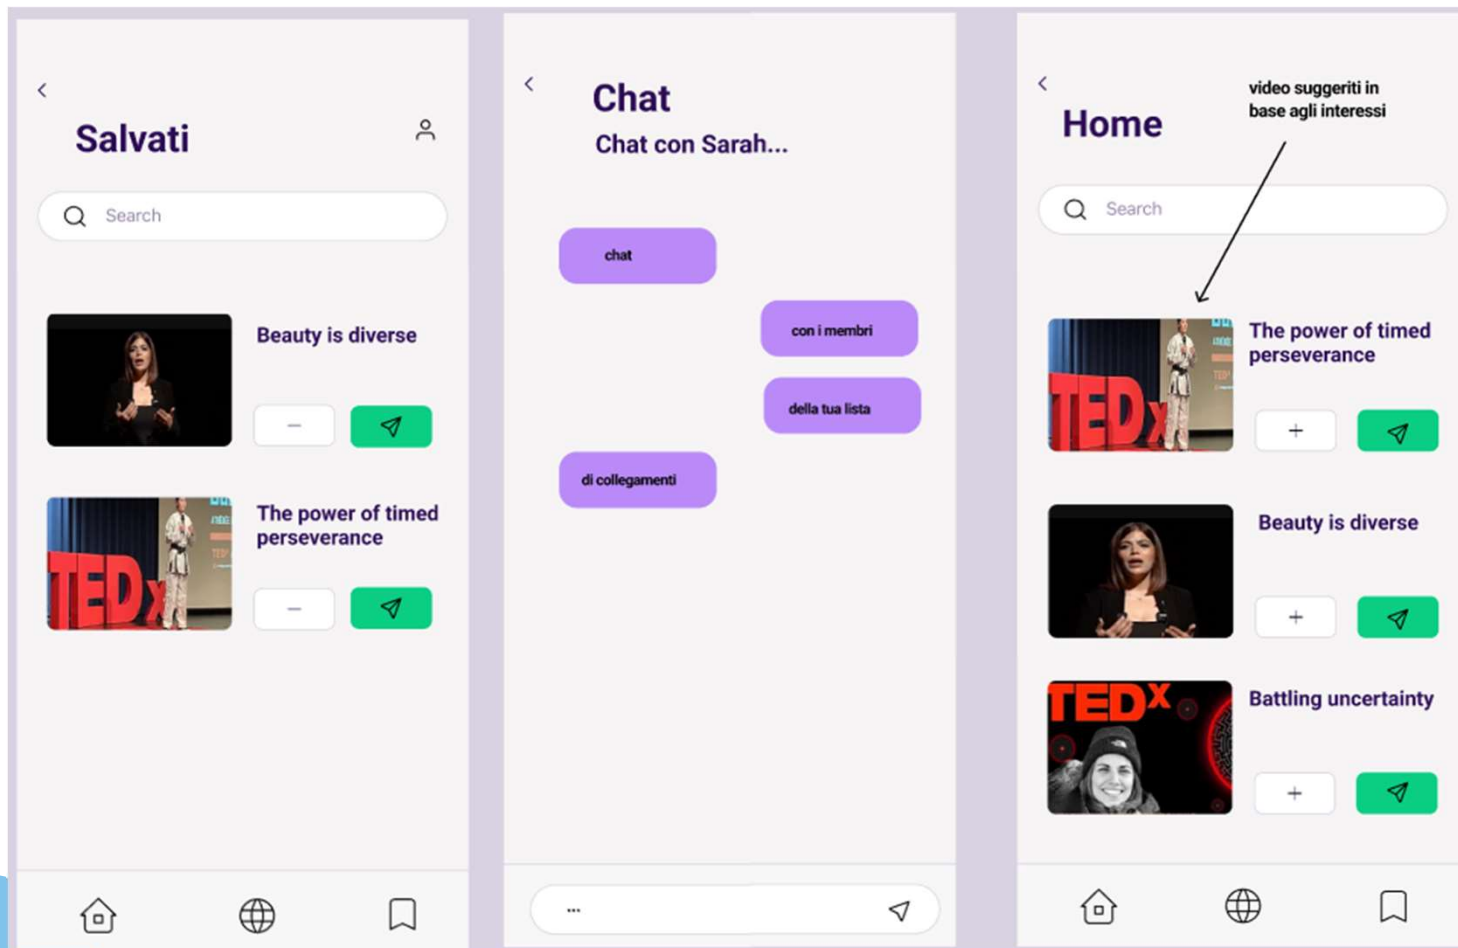 Salvati
Search
Beauty is diverse
The power of timed
perseverance
TEDx
Chat
Chat con Sarah...
chat
con i membri
della tua lista
di collegamenti
...
video suggeriti in
base agli interessi
Home
Search
The power of timed
perseverance
TEDx
Beauty is diverse
Battling uncertainty
TEDx